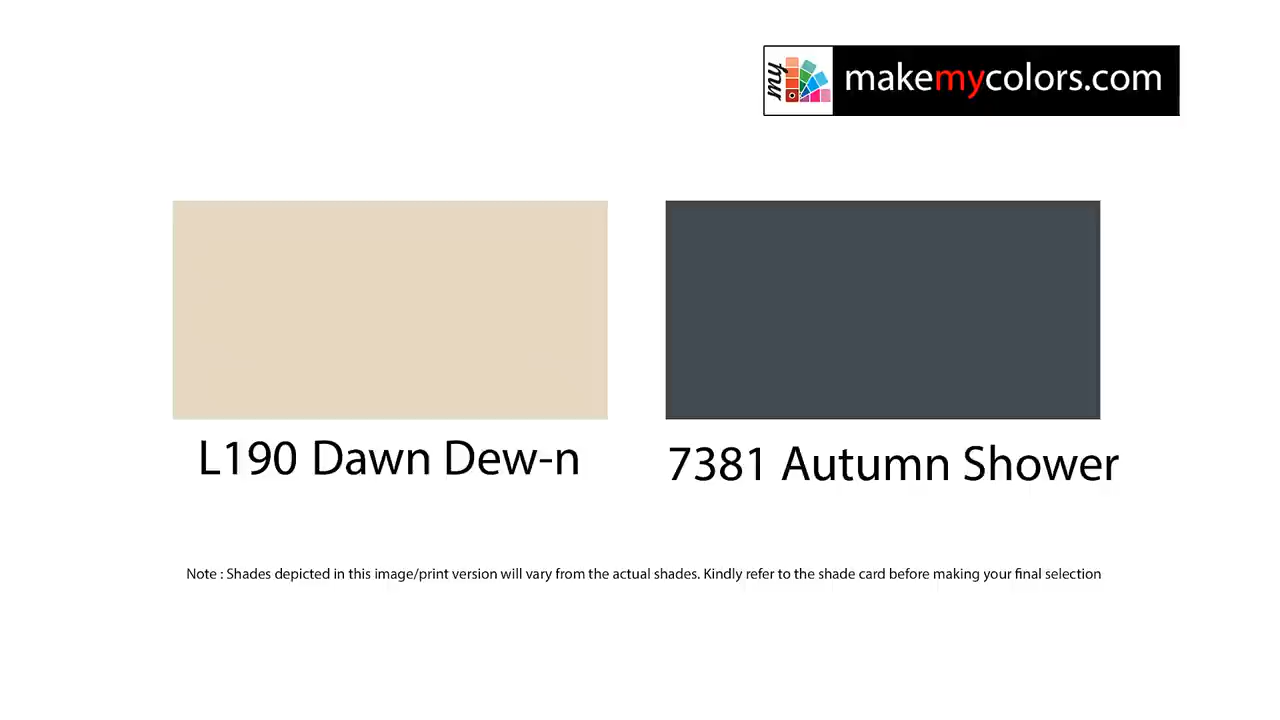 my
makemycolors.com
L190 Dawn Dew-n
7381 Autumn Shower
Note : Shades depicted in this image/print version will vary from the actual shades. Kindly refer to the shade card before making your final selection